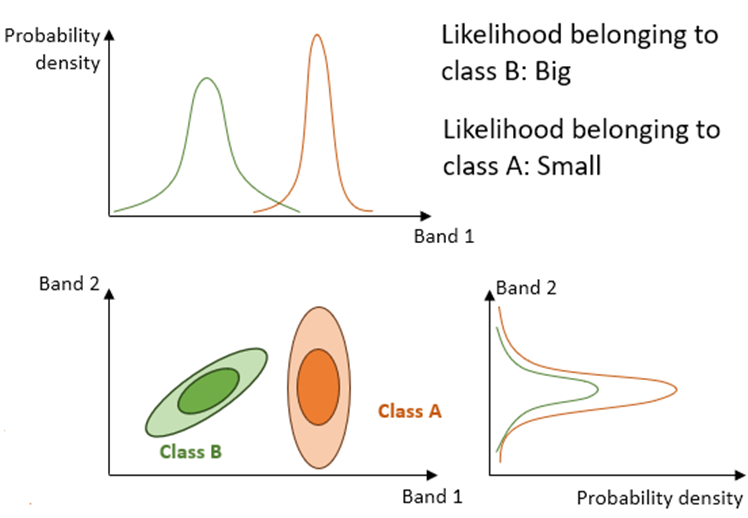 Probability
density
Likelihood belonging to
class B: Big
Likelihood belonging to
class A: Small
Band 1
Band 2
Band 2
Class A
Class B
Band 1
Probability density